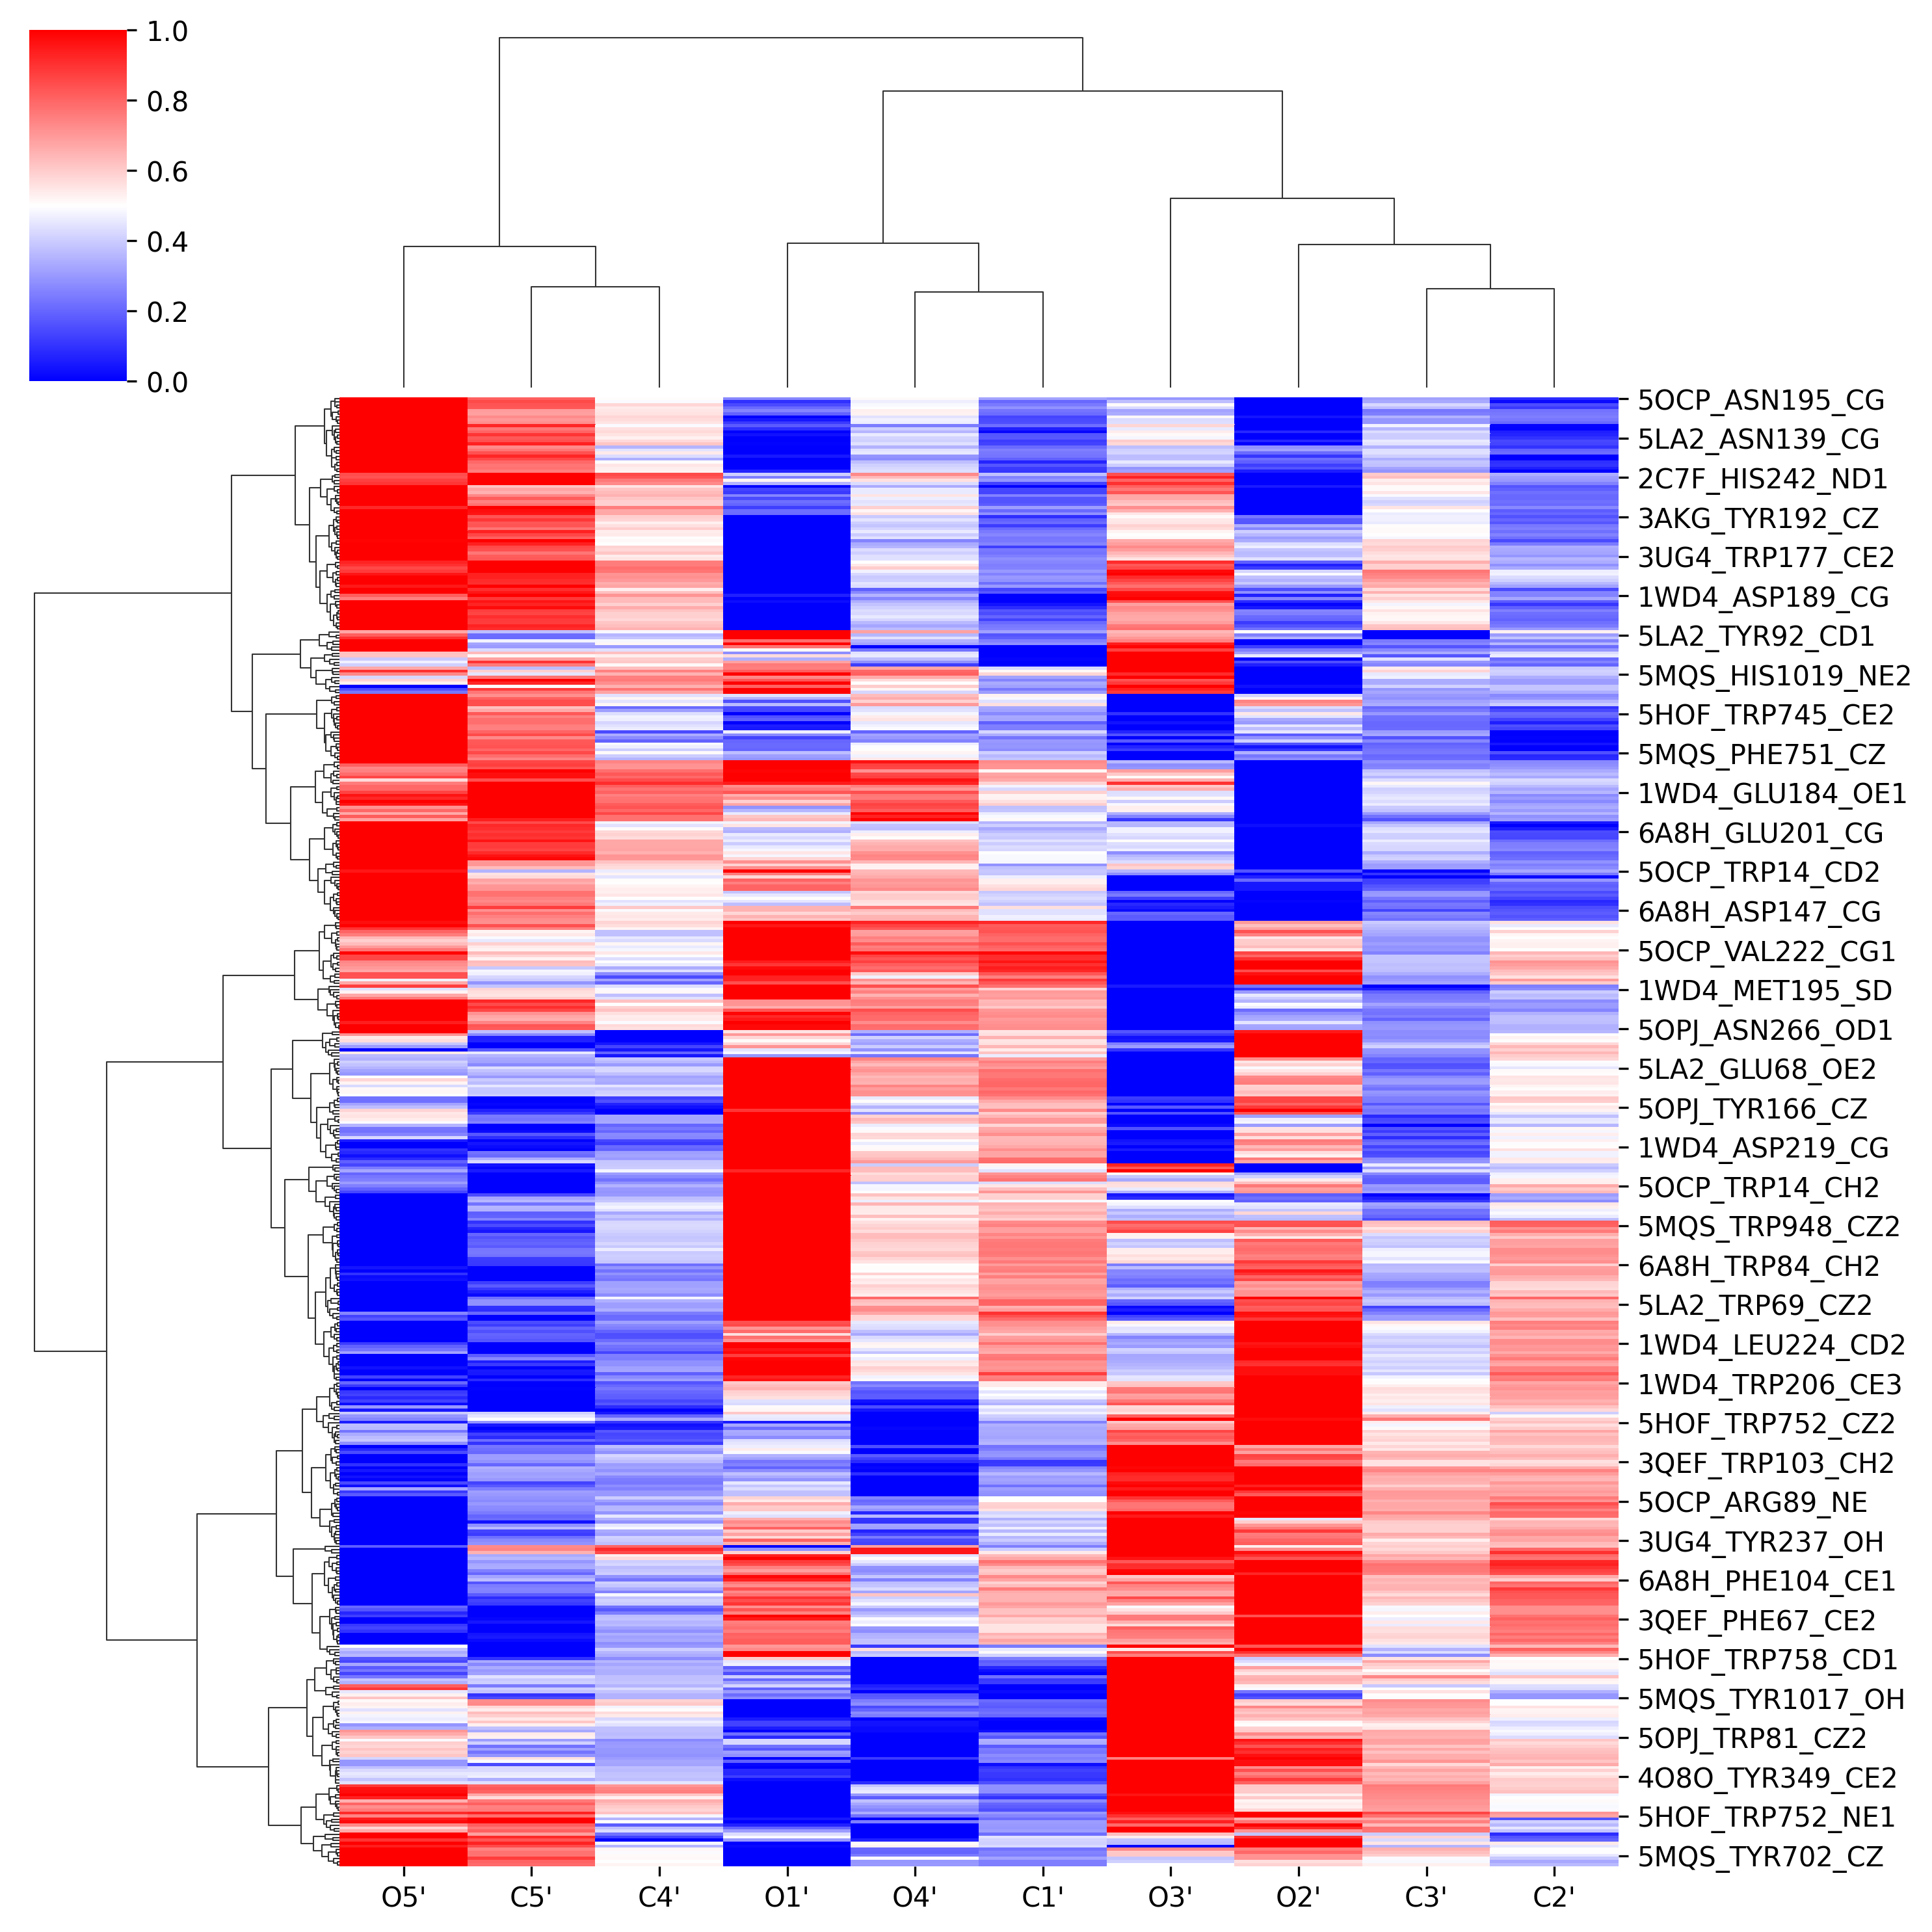 1.0
0.8
0.6
0.4
0.2
0.0
5OCP_ASN195_CG
5LA2_ASN139_CG
2C7F_HIS242_ND1
3AKG_TYR192_CZ
3UG4_TRP177_CE2
1WD4_ASP189_CG
5LA2_TYR92_CD1
5MQS_HIS1019_NE2
5HOF_TRP745_CE2
5MQS_PHE751_CZ
1WD4_GLU184_OE1
6A8H_GLU201_CG
5OCP_TRP14_CD2
6A8H_ASP147_CG
5OCP_VAL222_CG1
1WD4_MET195_SD
5OPJ_ASN266_OD1
5LA2_GLU68_OE2
5OPJ_TYR166_CZ
1WD4_ASP219_CG
5OCP_TRP14_CH2
5MQS_TRP948_CZ2
6A8H_TRP84_CH2
5LA2_TRP69_CZ2
1WD4_LEU224_CD2
1WD4_TRP206_CE3
5HOF_TRP752_CZ2
3QEF_TRP103_CH2
5OCP_ARG89_NE
3UG4_TYR237_OH
6A8H_PHE104_CE1
3QEF_PHE67_CE2
5HOF_TRP758_CD1
5MQS_TYR1017_OH
5OPJ_TRP81_CZ2
4O8O_TYR349_CE2
5HOF_TRP752_NE1
5MQS_TYR702_CZ
O5' C5' C4' O1' O4' C1' O3' O2' C3' C2'